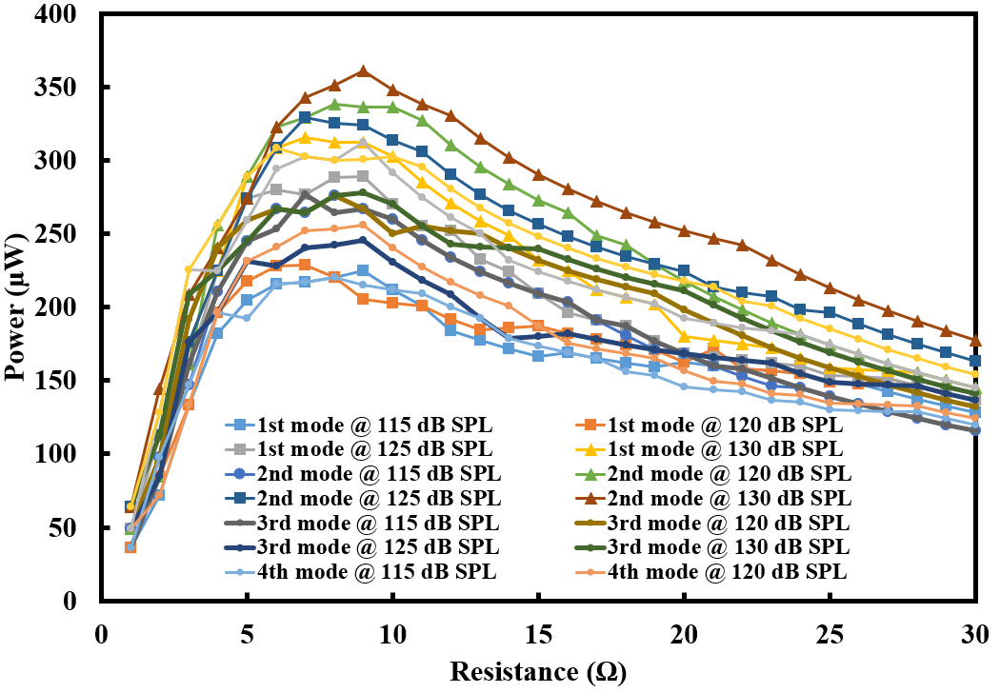 400
350
300
250
200
150
100
50
0
Power (µW)
1st mode @ 115 dB SPL
1st mode @ 120 dB SPL
1st mode @ 125 dB SPL
1st mode @ 130 dB SPL
2nd mode @ 115 dB SPL
2nd mode @ 120 dB SPL
2nd mode @ 125 dB SPL
2nd mode @ 130 dB SPL
3rd mode @ 115 dB SPL
3rd mode @ 120 dB SPL
3rd mode @ 125 dB SPL
3rd mode @ 130 dB SPL
4th mode @ 115 dB SPL
4th mode @ 120 dB SPL
0 5 10 15 20 25 30
Resistance (Ω)